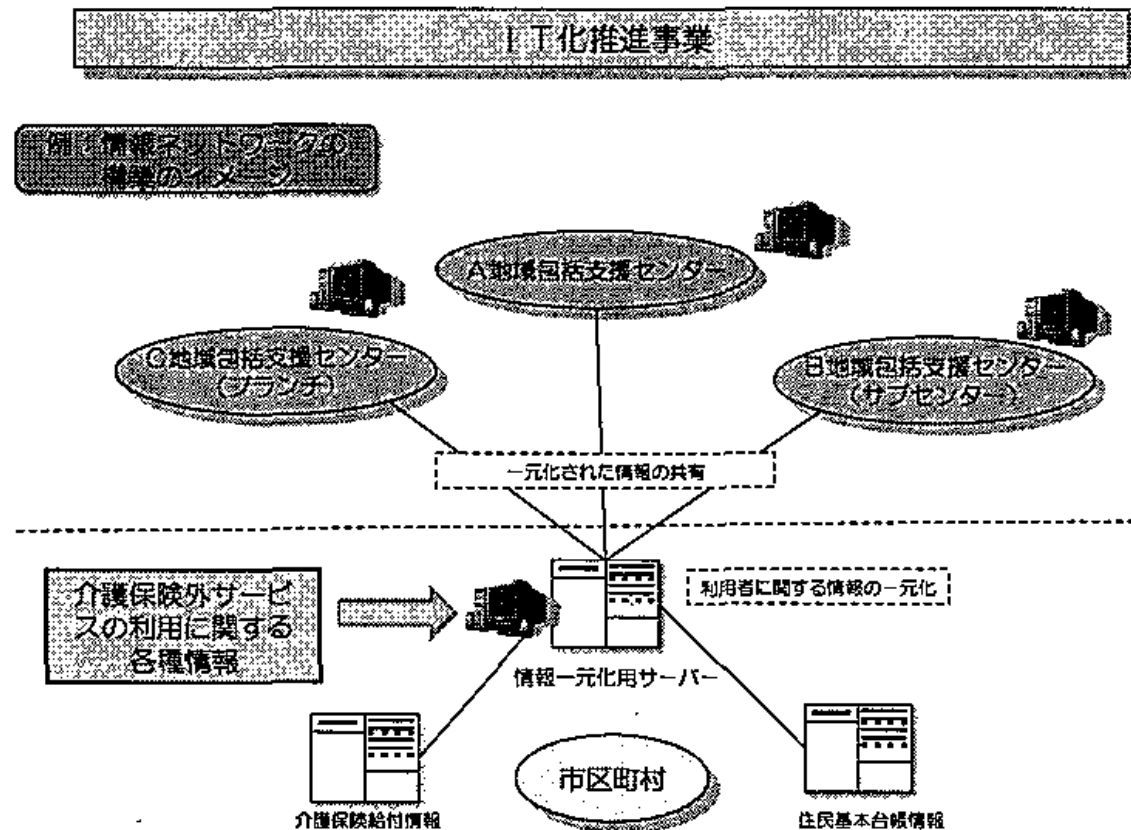 IT化推進事業
例:情報ネットワークの
構築のイメージ
A地域包括支援センター
C地域包括支援センター
(ブランチ)
B地域包括支援センター
(サブセンター)
一元化された情報の共有
介護保険外サービ
スの利用に関する
各種情報
利用者に関する情報の一元化
情報一元化用サーバー
市区町村
介護保険給付情報
住民基本台帳情報